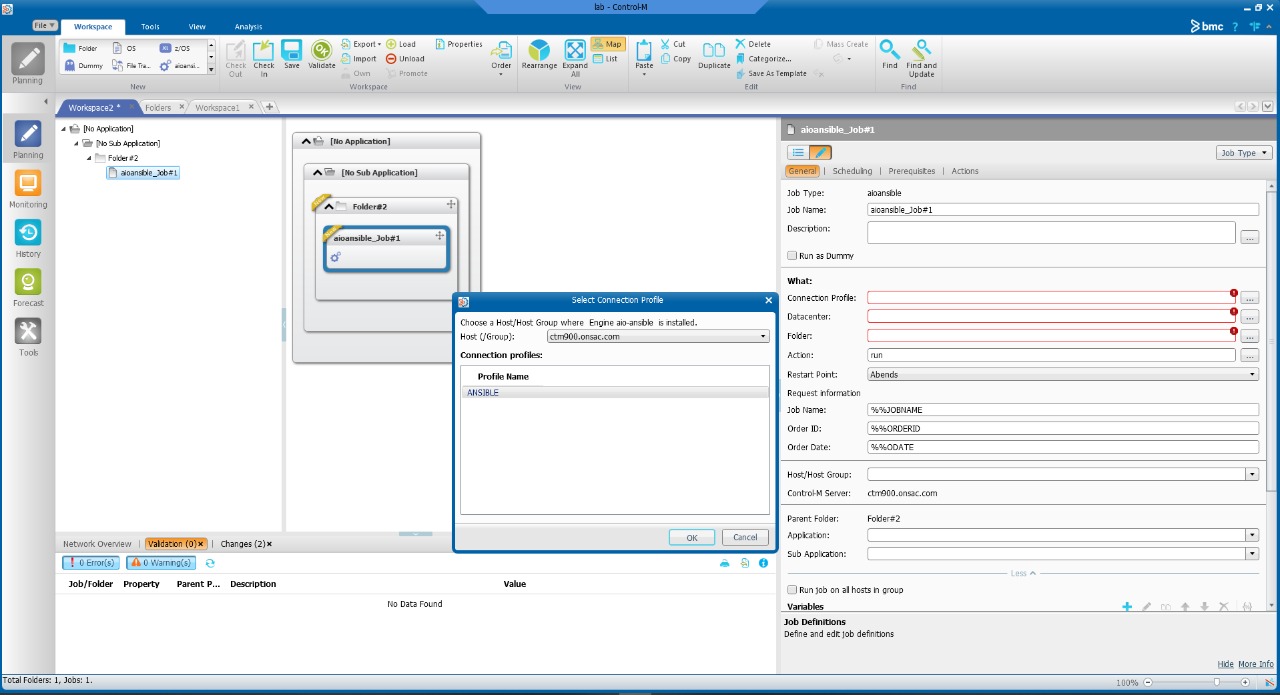 lab - Control-M
File
Workspace Tools View Analysis
bmc ?
Planning
Folder OS z/OS
Dummy File Tra... aioansi...
New
Check Out
Check In
Save
Validate
Export Load Properties
Import Unload
Own Promote
Order
Workspace
Rearrange
Expand All
Map
List
View
Paste
Cut
Copy
Duplicate
Delete Mass Create
Categorize...
Save As Template
Edit
Find
Find and Update
Find
Workspace2 * × Folders × Workspace1 × +
Planning
Monitoring
History
Forecast
Tools
[No Application]
[No Sub Application]
Folder#2
aioansible_Job#1
[No Application]
[No Sub Application]
Folder#2
aioansible_Job#1
Select Connection Profile
Choose a Host/Host Group where Engine aio-ansible is installed.
Host (/Group): ctm900.onsac.com
Connection profiles:
Profile Name
ANSIBLE
OK Cancel
aioansible_Job#1
Job Type
General | Scheduling | Prerequisites | Actions
Job Type: aioansible
Job Name: aioansible_Job#1
Description: ...
Run as Dummy
What:
Connection Profile: ...
Datacenter: ...
Folder: ...
Action: run ...
Restart Point: Abends
Request information
Job Name: %%JOBNAME
Order ID: %%ORDERID
Order Date: %%ODATE
Host/Host Group:
Control-M Server: ctm900.onsac.com
Parent Folder: Folder#2
Application:
Sub Application:
Less
Run job on all hosts in group
Variables
Job Definitions
Define and edit job definitions
Hide More Info
Network Overview | Validation (0)× Changes (2)×
! 0 Error(s) 0 Warning(s)
Job/Folder Property Parent P... Description Value
No Data Found
Total Folders: 1, Jobs: 1.
100%